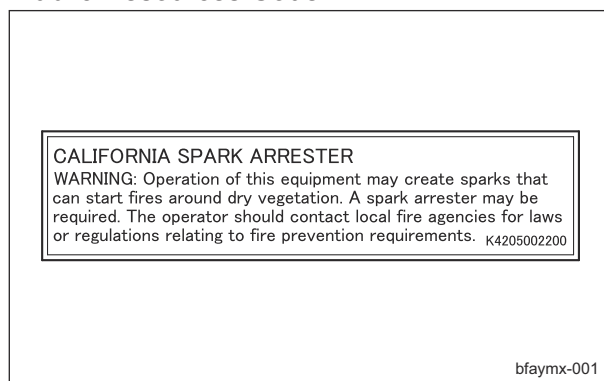 CALIFORNIA SPARK ARRESTER
WARNING: Operation of this equipment may create sparks that
can start fires around dry vegetation. A spark arrester may be
required. The operator should contact local fire agencies for laws
or regulations relating to fire prevention requirements. K4205002200
bfaymx-001